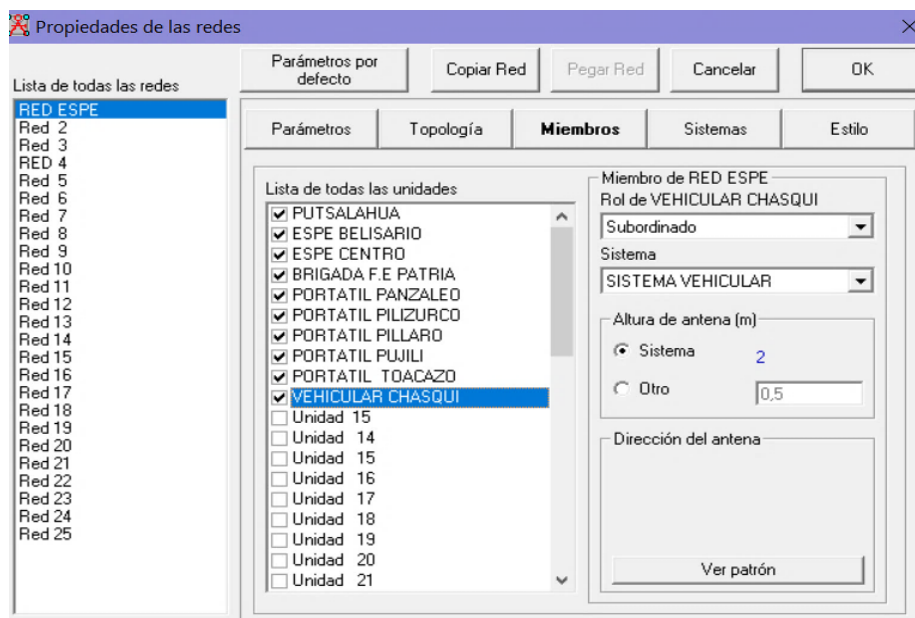 Propiedades de las redes
Parámetros por defecto
Copiar Red
Pegar Red
Cancelar
OK
Lista de todas las redes
RED ESPE
Red 2
Red 3
RED 4
Red 5
Red 6
Red 7
Red 8
Red 9
Red 10
Red 11
Red 12
Red 13
Red 14
Red 15
Red 16
Red 17
Red 18
Red 19
Red 20
Red 21
Red 22
Red 23
Red 24
Red 25
Parámetros
Topología
Miembros
Sistemas
Estilo
Lista de todas las unidades
PUTSALAHUA
ESPE BELISARIO
ESPE CENTRO
BRIGADA F.E PATRIA
PORTATIL PANZALEO
PORTATIL PILIZURCO
PORTATIL PILLARO
PORTATIL PUJILI
PORTATIL TOACAZO
VEHICULAR CHASQUI
Unidad 15
Unidad 14
Unidad 15
Unidad 16
Unidad 17
Unidad 18
Unidad 19
Unidad 20
Unidad 21
Miembro de RED ESPE
Rol de VEHICULAR CHASQUI
Subordinado
Sistema
SISTEMA VEHICULAR
Altura de antena (m)
Sistema 2
Otro 0,5
Dirección del antena
Ver patrón